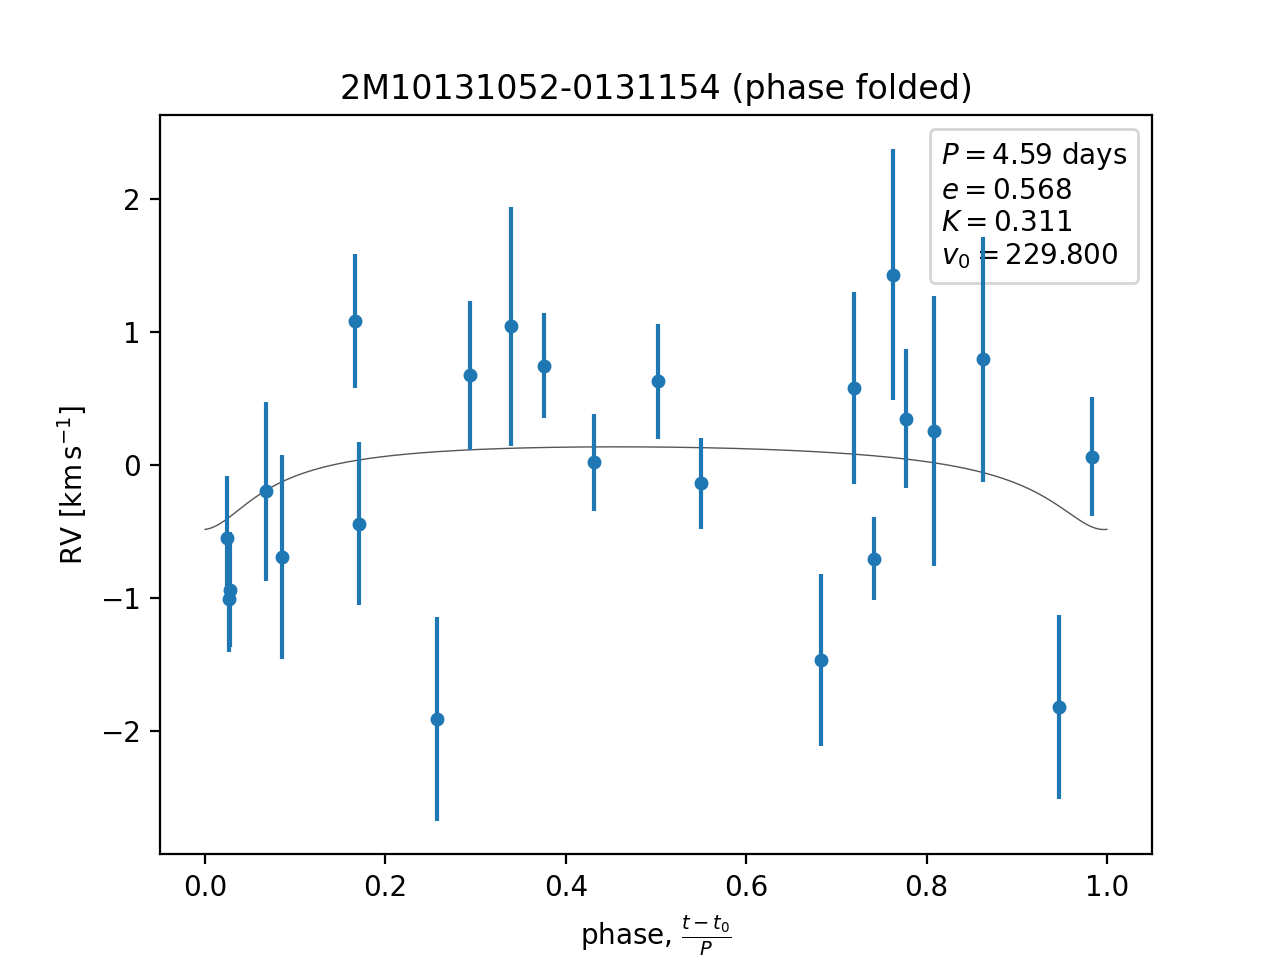 2M10131052-0131154 (phase folded)
P = 4.59 days
e = 0.568
K = 0.311
v₀ = 229.800
RV [km s⁻¹]
2
1
0
−1
−2
0.0 0.2 0.4 0.6 0.8 1.0
phase, (t − t₀)/P